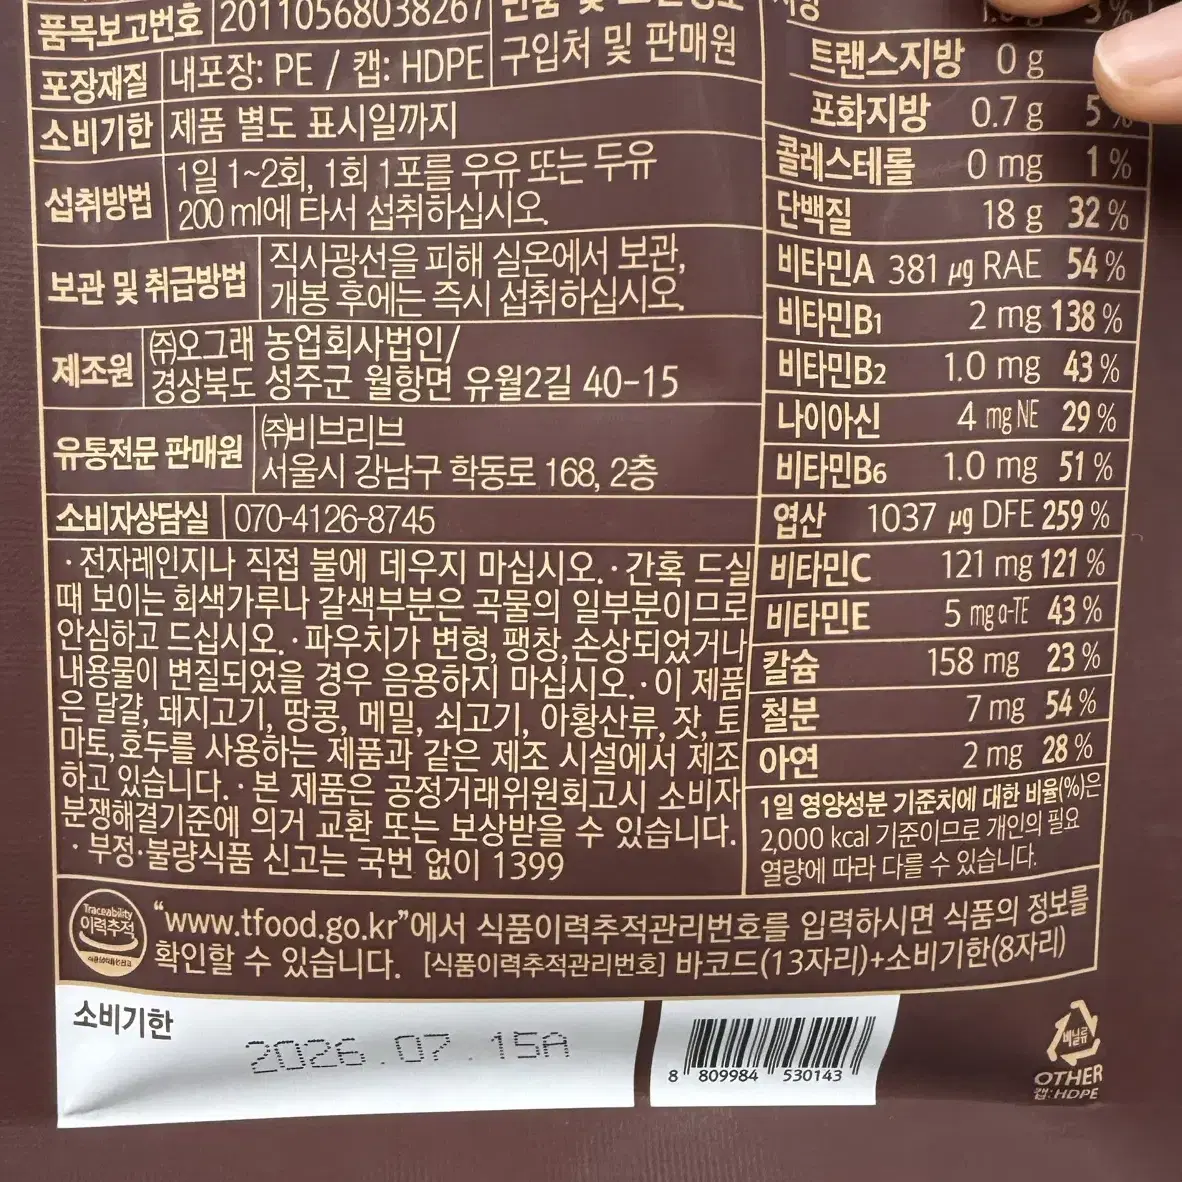 품목보고번호 20110568038267
포장재질 내포장: PE / 캡: HDPE
구입처 및 판매원
소비기한 제품 별도 표시일까지
섭취방법 1일 1~2회, 1회 1포를 우유 또는 두유
200 ml에 타서 섭취하십시오.
보관 및 취급방법 직사광선을 피해 실온에서 보관,
개봉 후에는 즉시 섭취하십시오.
제조원 ㈜오그래 농업회사법인/
경상북도 성주군 월항면 유월2길 40-15
유통전문 판매원 ㈜비브리브
서울시 강남구 학동로 168, 2층
소비자상담실 070-4126-8745
· 전자레인지나 직접 불에 데우지 마십시오. · 간혹 드실
때 보이는 회색가루나 갈색부분은 곡물의 일부분이므로
안심하고 드십시오. · 파우치가 변형, 팽창, 손상되었거나
내용물이 변질되었을 경우 음용하지 마십시오. · 이 제품
은 달걀, 돼지고기, 땅콩, 메밀, 쇠고기, 아황산류, 잣, 토
마토, 호두를 사용하는 제품과 같은 제조 시설에서 제조
하고 있습니다. · 본 제품은 공정거래위원회고시 소비자
분쟁해결기준에 의거 교환 또는 보상받을 수 있습니다.
· 부정·불량식품 신고는 국번 없이 1399
트랜스지방 0 g
포화지방 0.7 g 5 %
콜레스테롤 0 mg 1 %
단백질 18 g 32 %
비타민A 381 μg RAE 54 %
비타민B1 2 mg 138 %
비타민B2 1.0 mg 43 %
나이아신 4 mg NE 29 %
비타민B6 1.0 mg 51 %
엽산 1037 μg DFE 259 %
비타민C 121 mg 121 %
비타민E 5 mg α-TE 43 %
칼슘 158 mg 23 %
철분 7 mg 54 %
아연 2 mg 28 %
1일 영양성분 기준치에 대한 비율(%)은
2,000 kcal 기준이므로 개인의 필요
열량에 따라 다를 수 있습니다.
Traceability
이력추적
"www.tfood.go.kr"에서 식품이력추적관리번호를 입력하시면 식품의 정보를
확인할 수 있습니다. [식품이력추적관리번호] 바코드(13자리)+소비기한(8자리)
소비기한
2026.07.15A
8 809984 530143
비닐류
OTHER
캡:HDPE